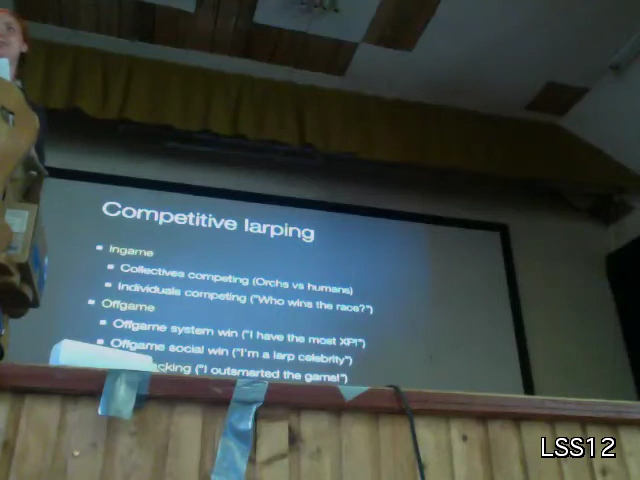 Competitive larping
Ingame
Collectives competing (Orchs vs humans)
Individuals competing ("Who wins the race?")
Offgame
Offgame system win ("I have the most XP!")
Offgame social win ("I'm a larp celebrity")
("I outsmarted the game!")
LSS12